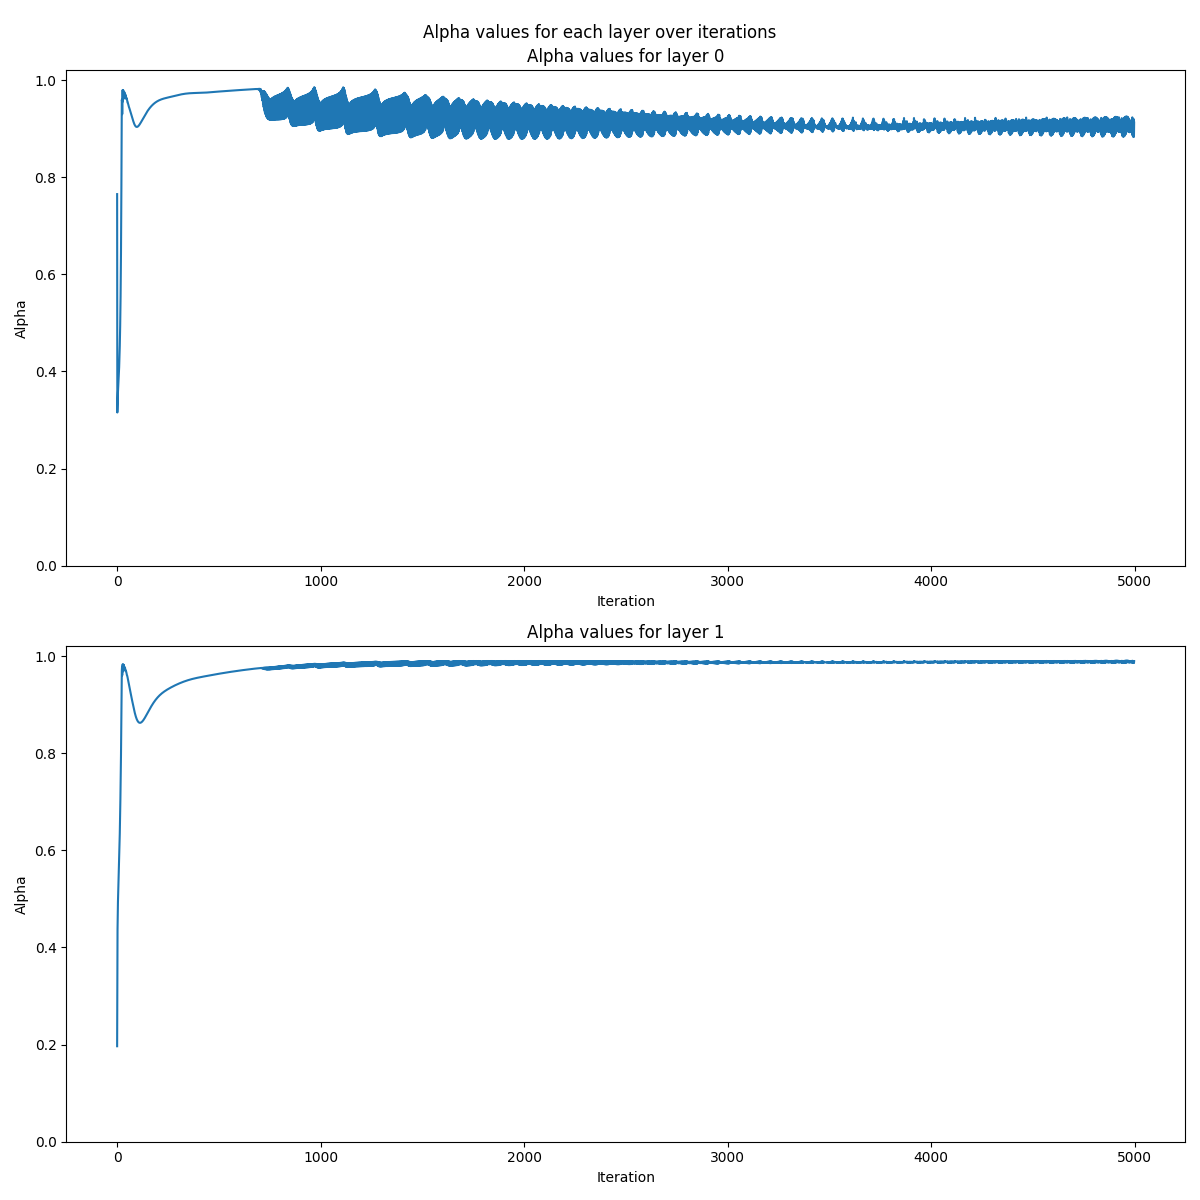 Alpha values for each layer over iterations
Alpha values for layer 0
1.0
0.8
0.6
0.4
0.2
0.0
Alpha
0 1000 2000 3000 4000 5000
Iteration
Alpha values for layer 1
1.0
0.8
0.6
0.4
0.2
0.0
Alpha
0 1000 2000 3000 4000 5000
Iteration